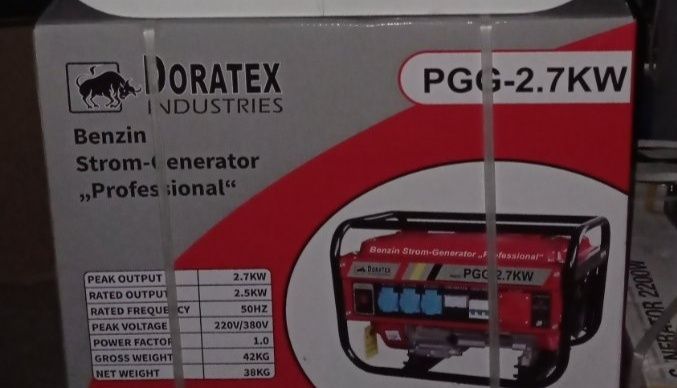 DORATEX
INDUSTRIES
PGG-2.7KW
Benzin
Strom-Generator
„Professional“
PEAK OUTPUT 2.7KW
RATED OUTPUT 2.5KW
RATED FREQUENCY 50HZ
PEAK VOLTAGE 220V/380V
POWER FACTOR 1.0
GROSS WEIGHT 42KG
NET WEIGHT 38KG
Benzin Strom-Generator „Professional“
DORATEX
PGG-2.7KW
2200W